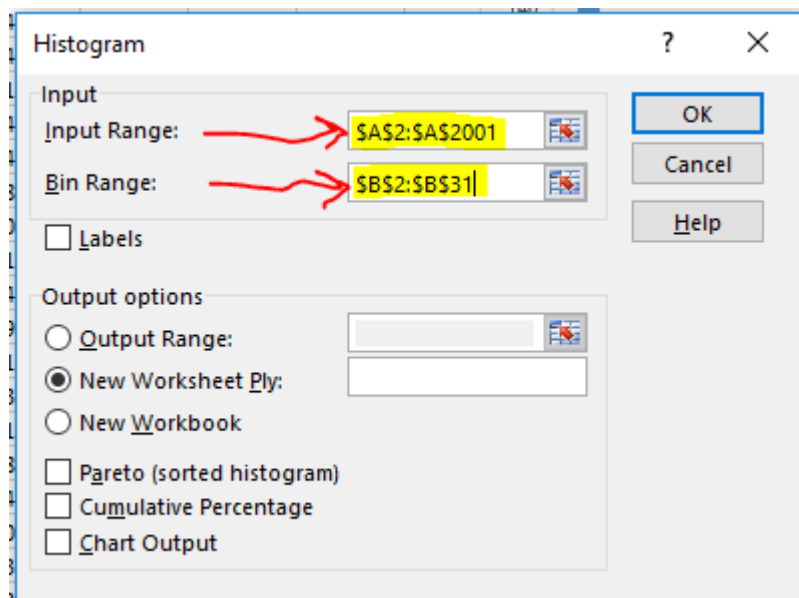 Histogram ? X
Input
Input Range: $A$2:$A$2001
OK
Bin Range: $B$2:$B$31
Cancel
Labels
Help
Output options
Output Range:
New Worksheet Ply:
New Workbook
Pareto (sorted histogram)
Cumulative Percentage
Chart Output